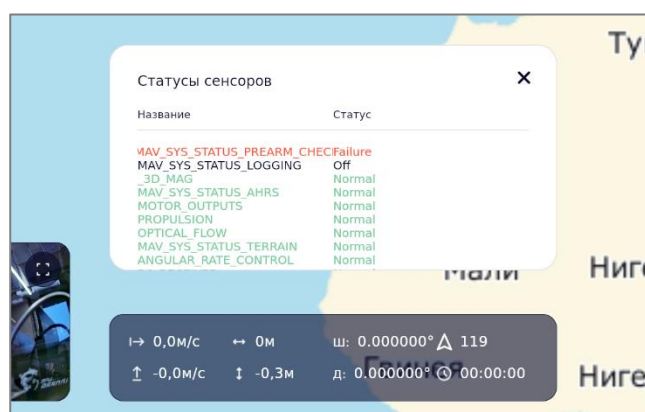 Ту
Статусы сенсоров
Название Статус
MAV_SYS_STATUS_PREARM_CHECK Failure
MAV_SYS_STATUS_LOGGING Off
_3D_MAG Normal
MAV_SYS_STATUS_AHRS Normal
MOTOR_OUTPUTS Normal
PROPULSION Normal
OPTICAL_FLOW Normal
MAV_SYS_STATUS_TERRAIN Normal
ANGULAR_RATE_CONTROL Normal
Мали Ниге
0,0м/с 0м Ш: 0.000000° 119
Гвинея
-0,0м/с -0,3м Д: 0.000000° 00:00:00
Ниге